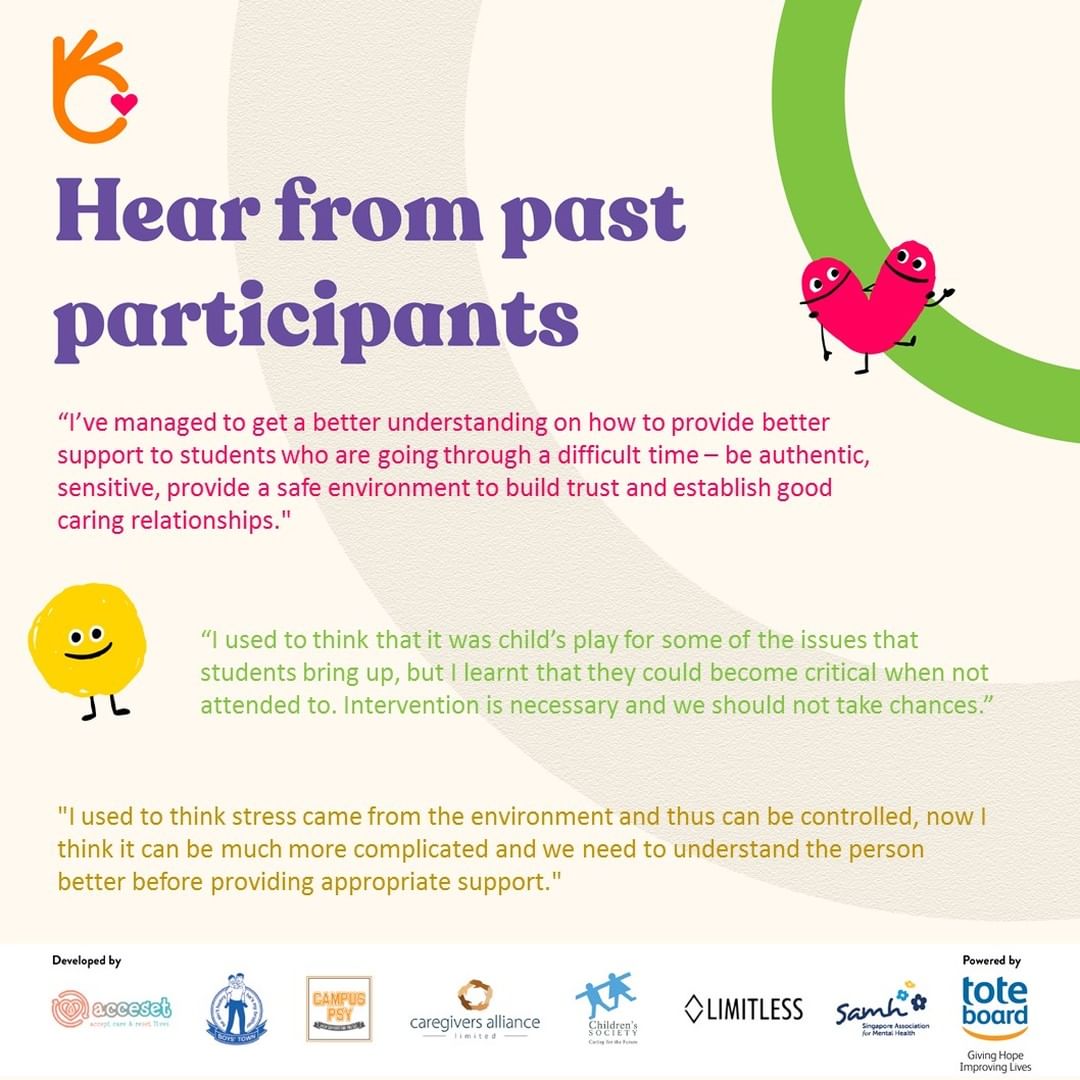 Hear from past
participants
“I’ve managed to get a better understanding on how to provide better
support to students who are going through a difficult time – be authentic,
sensitive, provide a safe environment to build trust and establish good
caring relationships."
“I used to think that it was child’s play for some of the issues that
students bring up, but I learnt that they could become critical when not
attended to. Intervention is necessary and we should not take chances.”
"I used to think stress came from the environment and thus can be controlled, now I
think it can be much more complicated and we need to understand the person
better before providing appropriate support."
Developed by
acceset
accept care & reset lives
BOYS' TOWN
CAMPUS
PSY
caregivers alliance
limited
Children's
SOCIETY
Caring for the Future
LIMITLESS
Samh
Singapore Association
for Mental Health
Powered by
tote
board
Giving Hope
Improving Lives